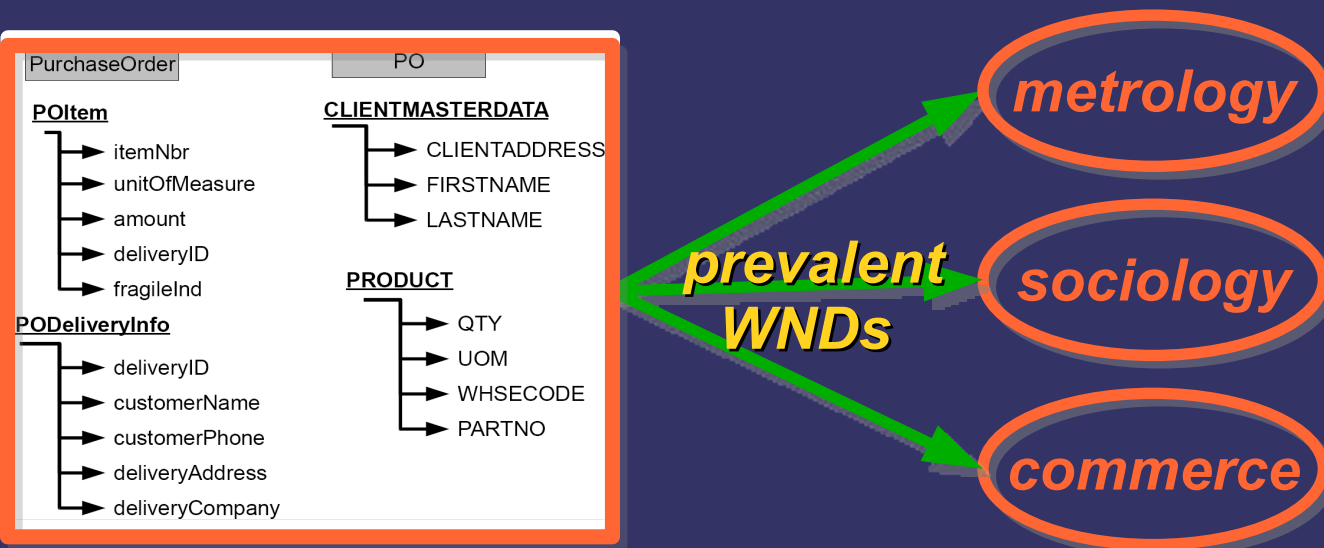 PurchaseOrder
POItem
itemNbr
unitOfMeasure
amount
deliveryID
fragileInd
PODeliveryInfo
deliveryID
customerName
customerPhone
deliveryAddress
deliveryCompany
PO
CLIENTMASTERDATA
CLIENTADDRESS
FIRSTNAME
LASTNAME
PRODUCT
QTY
UOM
WHSECODE
PARTNO
prevalent
WNDs
metrology
sociology
commerce